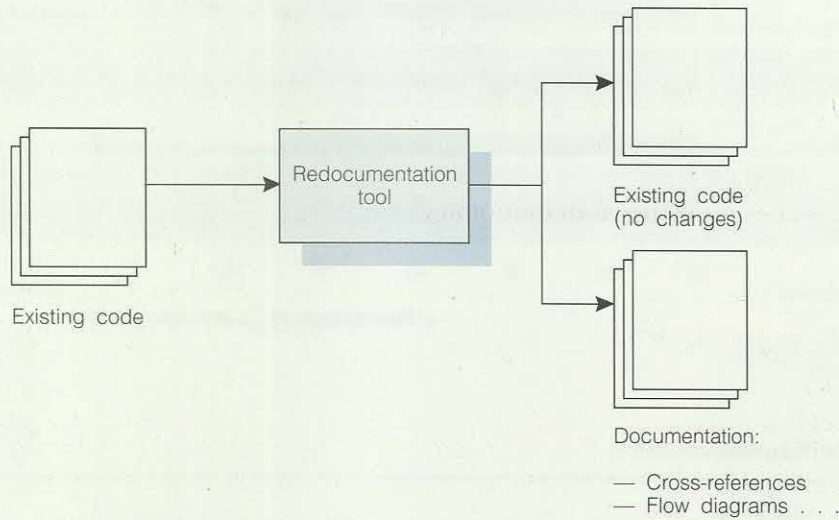 Existing code
Redocumentation
tool
Existing code
(no changes)
Documentation:
— Cross-references
— Flow diagrams . . .